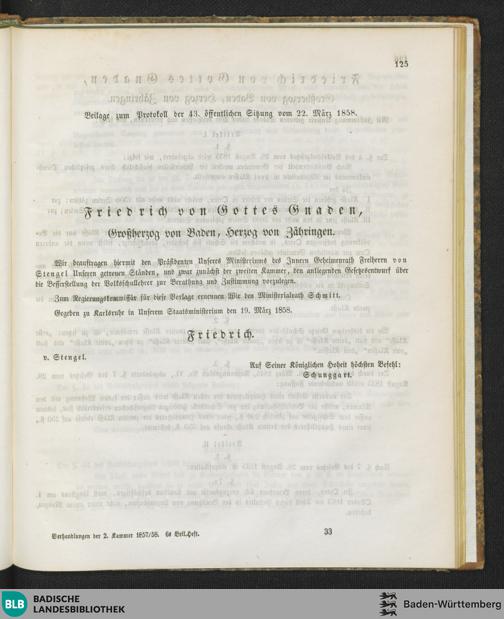 125
Beilage zum Protokoll der 43. öffentlichen Sitzung vom 22. März 1858.
Friedrich von Gottes Gnaden,
Großherzog von Baden, Herzog von Zähringen.
Wir beauftragen hiermit den Präsidenten Unseres Ministeriums des Innern Geheimerath Freiherrn von
Stengel Unseren getreuen Ständen, und zwar zunächst der zweiten Kammer, den anliegenden Gesetzesentwurf über
die Besserstellung der Volksschullehrer zur Berathung und Zustimmung vorzulegen.
Zum Regierungskommissär für diese Vorlage ernennen Wir den Ministerialrath Schmitt.
Gegeben zu Karlsruhe in Unserem Staatsministerium den 19. März 1858.
Friedrich.
v. Stengel.
Auf Seiner Königlichen Hoheit höchsten Befehl:
Schunggart.
Verhandlungen der 2. Kammer 1857/58. 6s Beil.Heft.
33
BLB BADISCHE
LANDESBIBLIOTHEK
Baden-Württemberg